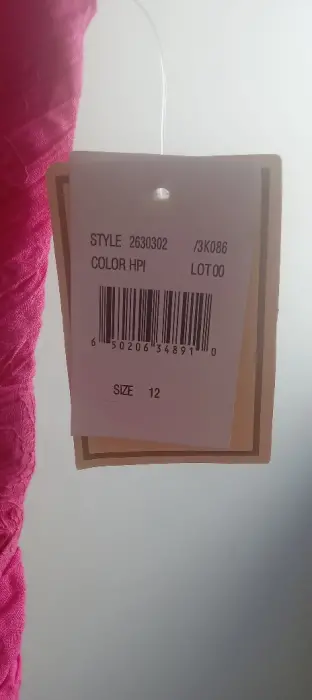 STYLE 2630302 /3K086
COLOR HPI LOT 00
6 50206 34891 0
SIZE 12